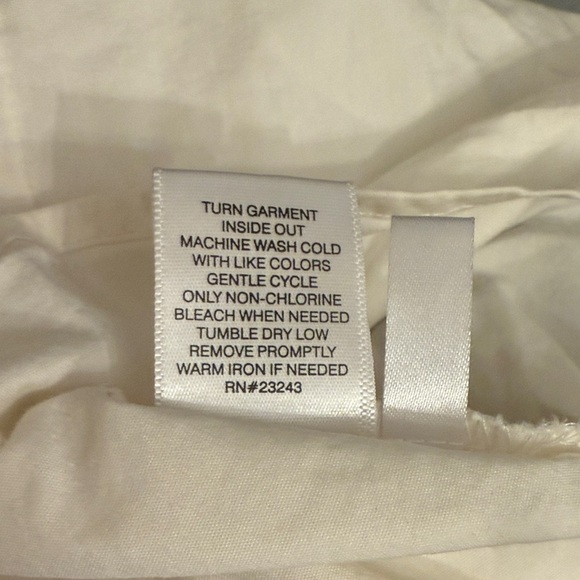 TURN GARMENT
INSIDE OUT
MACHINE WASH COLD
WITH LIKE COLORS
GENTLE CYCLE
ONLY NON-CHLORINE
BLEACH WHEN NEEDED
TUMBLE DRY LOW
REMOVE PROMPTLY
WARM IRON IF NEEDED
RN#23243